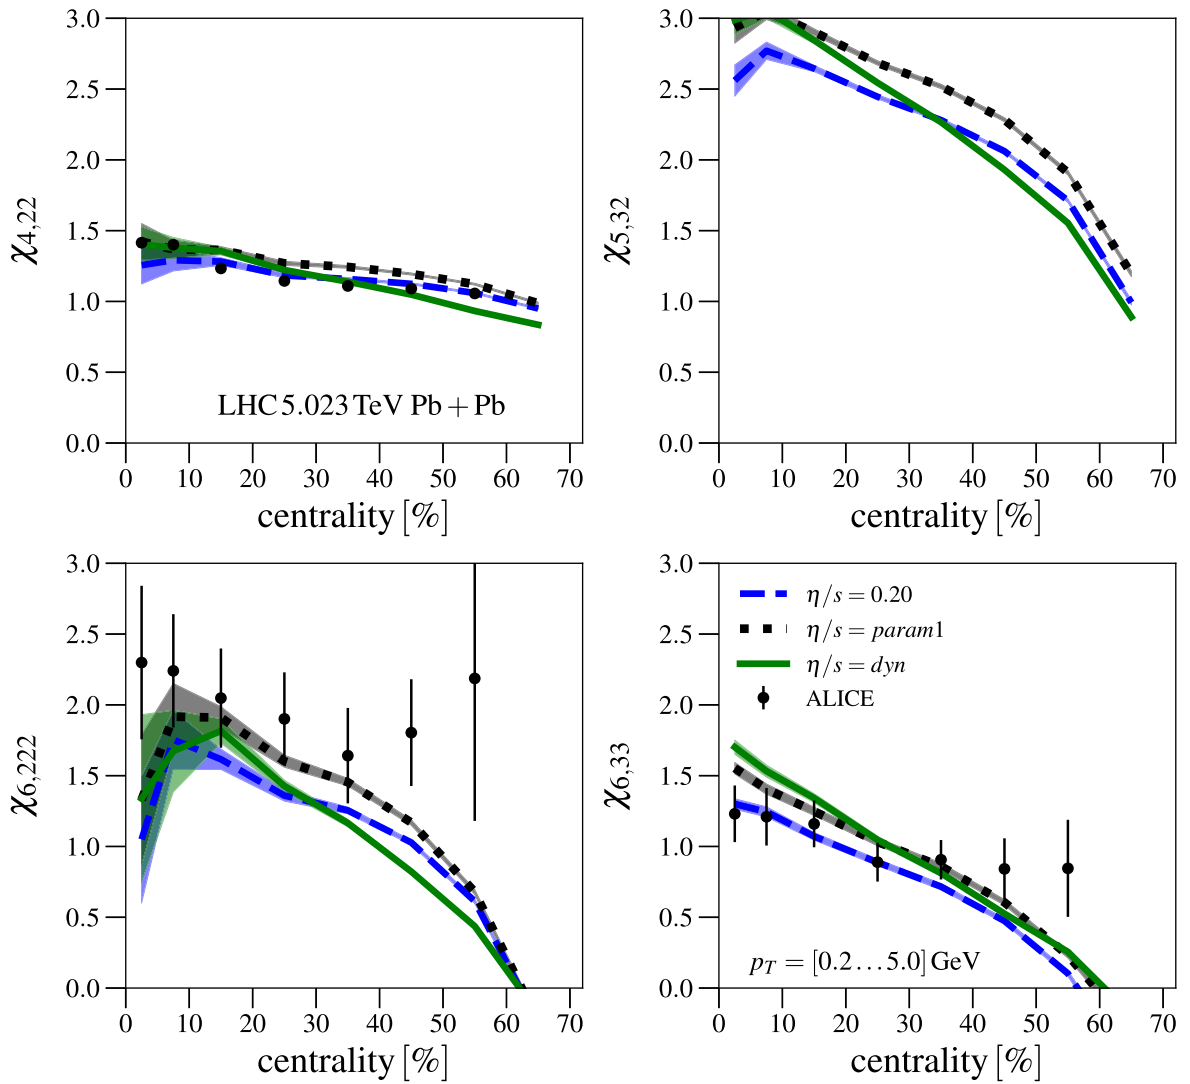 3.0
2.5
2.0
1.5
1.0
0.5
0.0
χ4,22
LHC 5.023 TeV Pb + Pb
0 10 20 30 40 50 60 70
centrality [%]
3.0
2.5
2.0
1.5
1.0
0.5
0.0
χ5,32
0 10 20 30 40 50 60 70
centrality [%]
3.0
2.5
2.0
1.5
1.0
0.5
0.0
χ6,222
0 10 20 30 40 50 60 70
centrality [%]
3.0
2.5
2.0
1.5
1.0
0.5
0.0
χ6,33
η/s = 0.20
η/s = param1
η/s = dyn
ALICE
pT = [0.2...5.0] GeV
0 10 20 30 40 50 60 70
centrality [%]